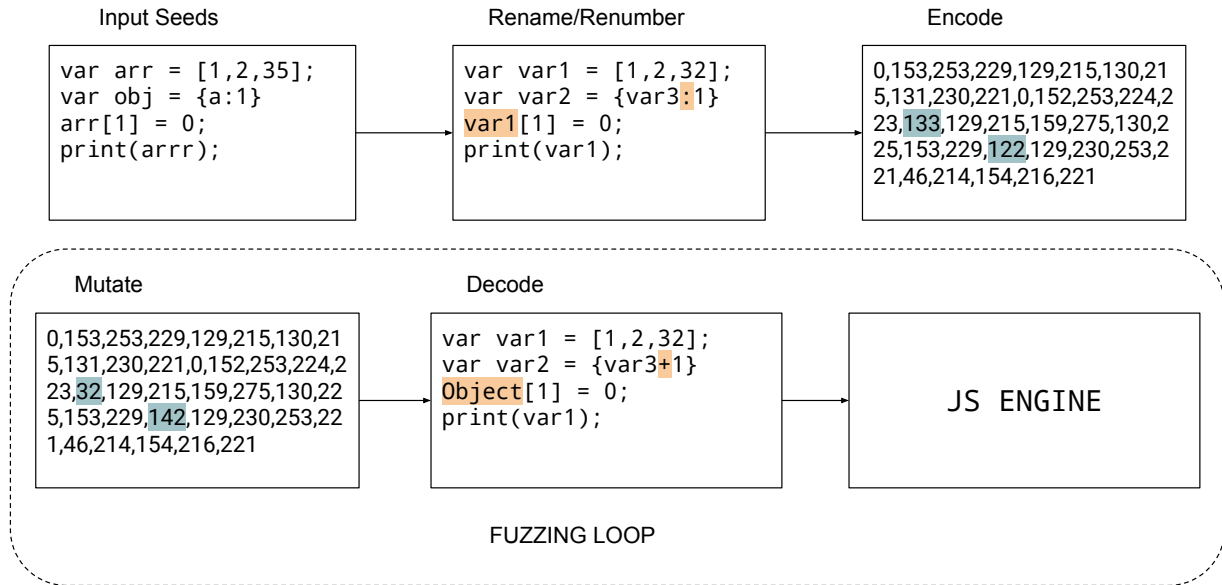 Input Seeds
var arr = [1,2,35];
var obj = {a:1}
arr[1] = 0;
print(arrr);
Rename/Renumber
var var1 = [1,2,32];
var var2 = {var3:1}
var1[1] = 0;
print(var1);
Encode
0,153,253,229,129,215,130,21
5,131,230,221,0,152,253,224,2
23,133,129,215,159,275,130,2
25,153,229,122,129,230,253,2
21,46,214,154,216,221
Mutate
0,153,253,229,129,215,130,21
5,131,230,221,0,152,253,224,2
23,32,129,215,159,275,130,22
5,153,229,142,129,230,253,22
1,46,214,154,216,221
Decode
var var1 = [1,2,32];
var var2 = {var3+1}
Object[1] = 0;
print(var1);
JS ENGINE
FUZZING LOOP